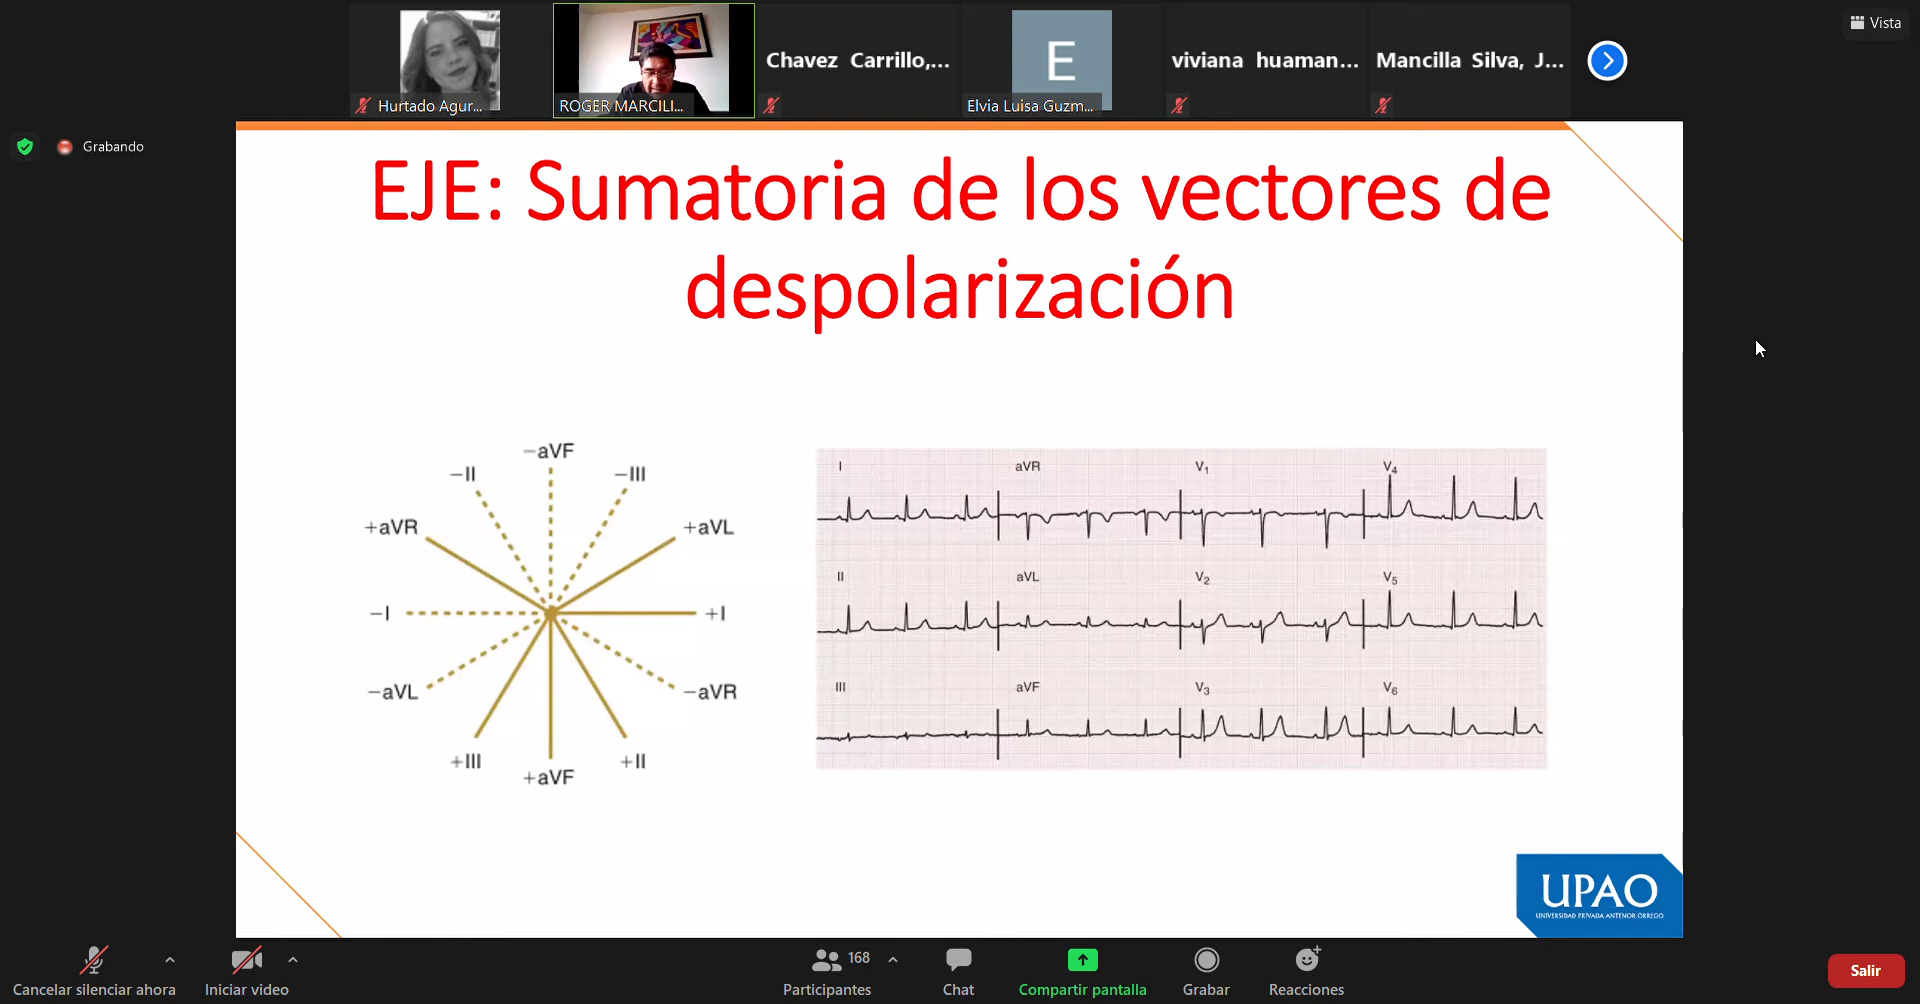 Vista
Hurtado Agur...
ROGER MARCILI...
Chavez Carrillo,...
E
Elvia Luisa Guzm...
viviana huaman...
Mancilla Silva, J...
Grabando
EJE: Sumatoria de los vectores de
despolarización
−aVF
−II
−III
+aVR
+aVL
−I
+I
−aVL
−aVR
+III
+II
+aVF
I
aVR
V1
V4
II
aVL
V2
V5
III
aVF
V3
V6
UPAO
UNIVERSIDAD PRIVADA ANTENOR ORREGO
168
Cancelar silenciar ahora
Iniciar video
Participantes
Chat
Compartir pantalla
Grabar
Reacciones
Salir